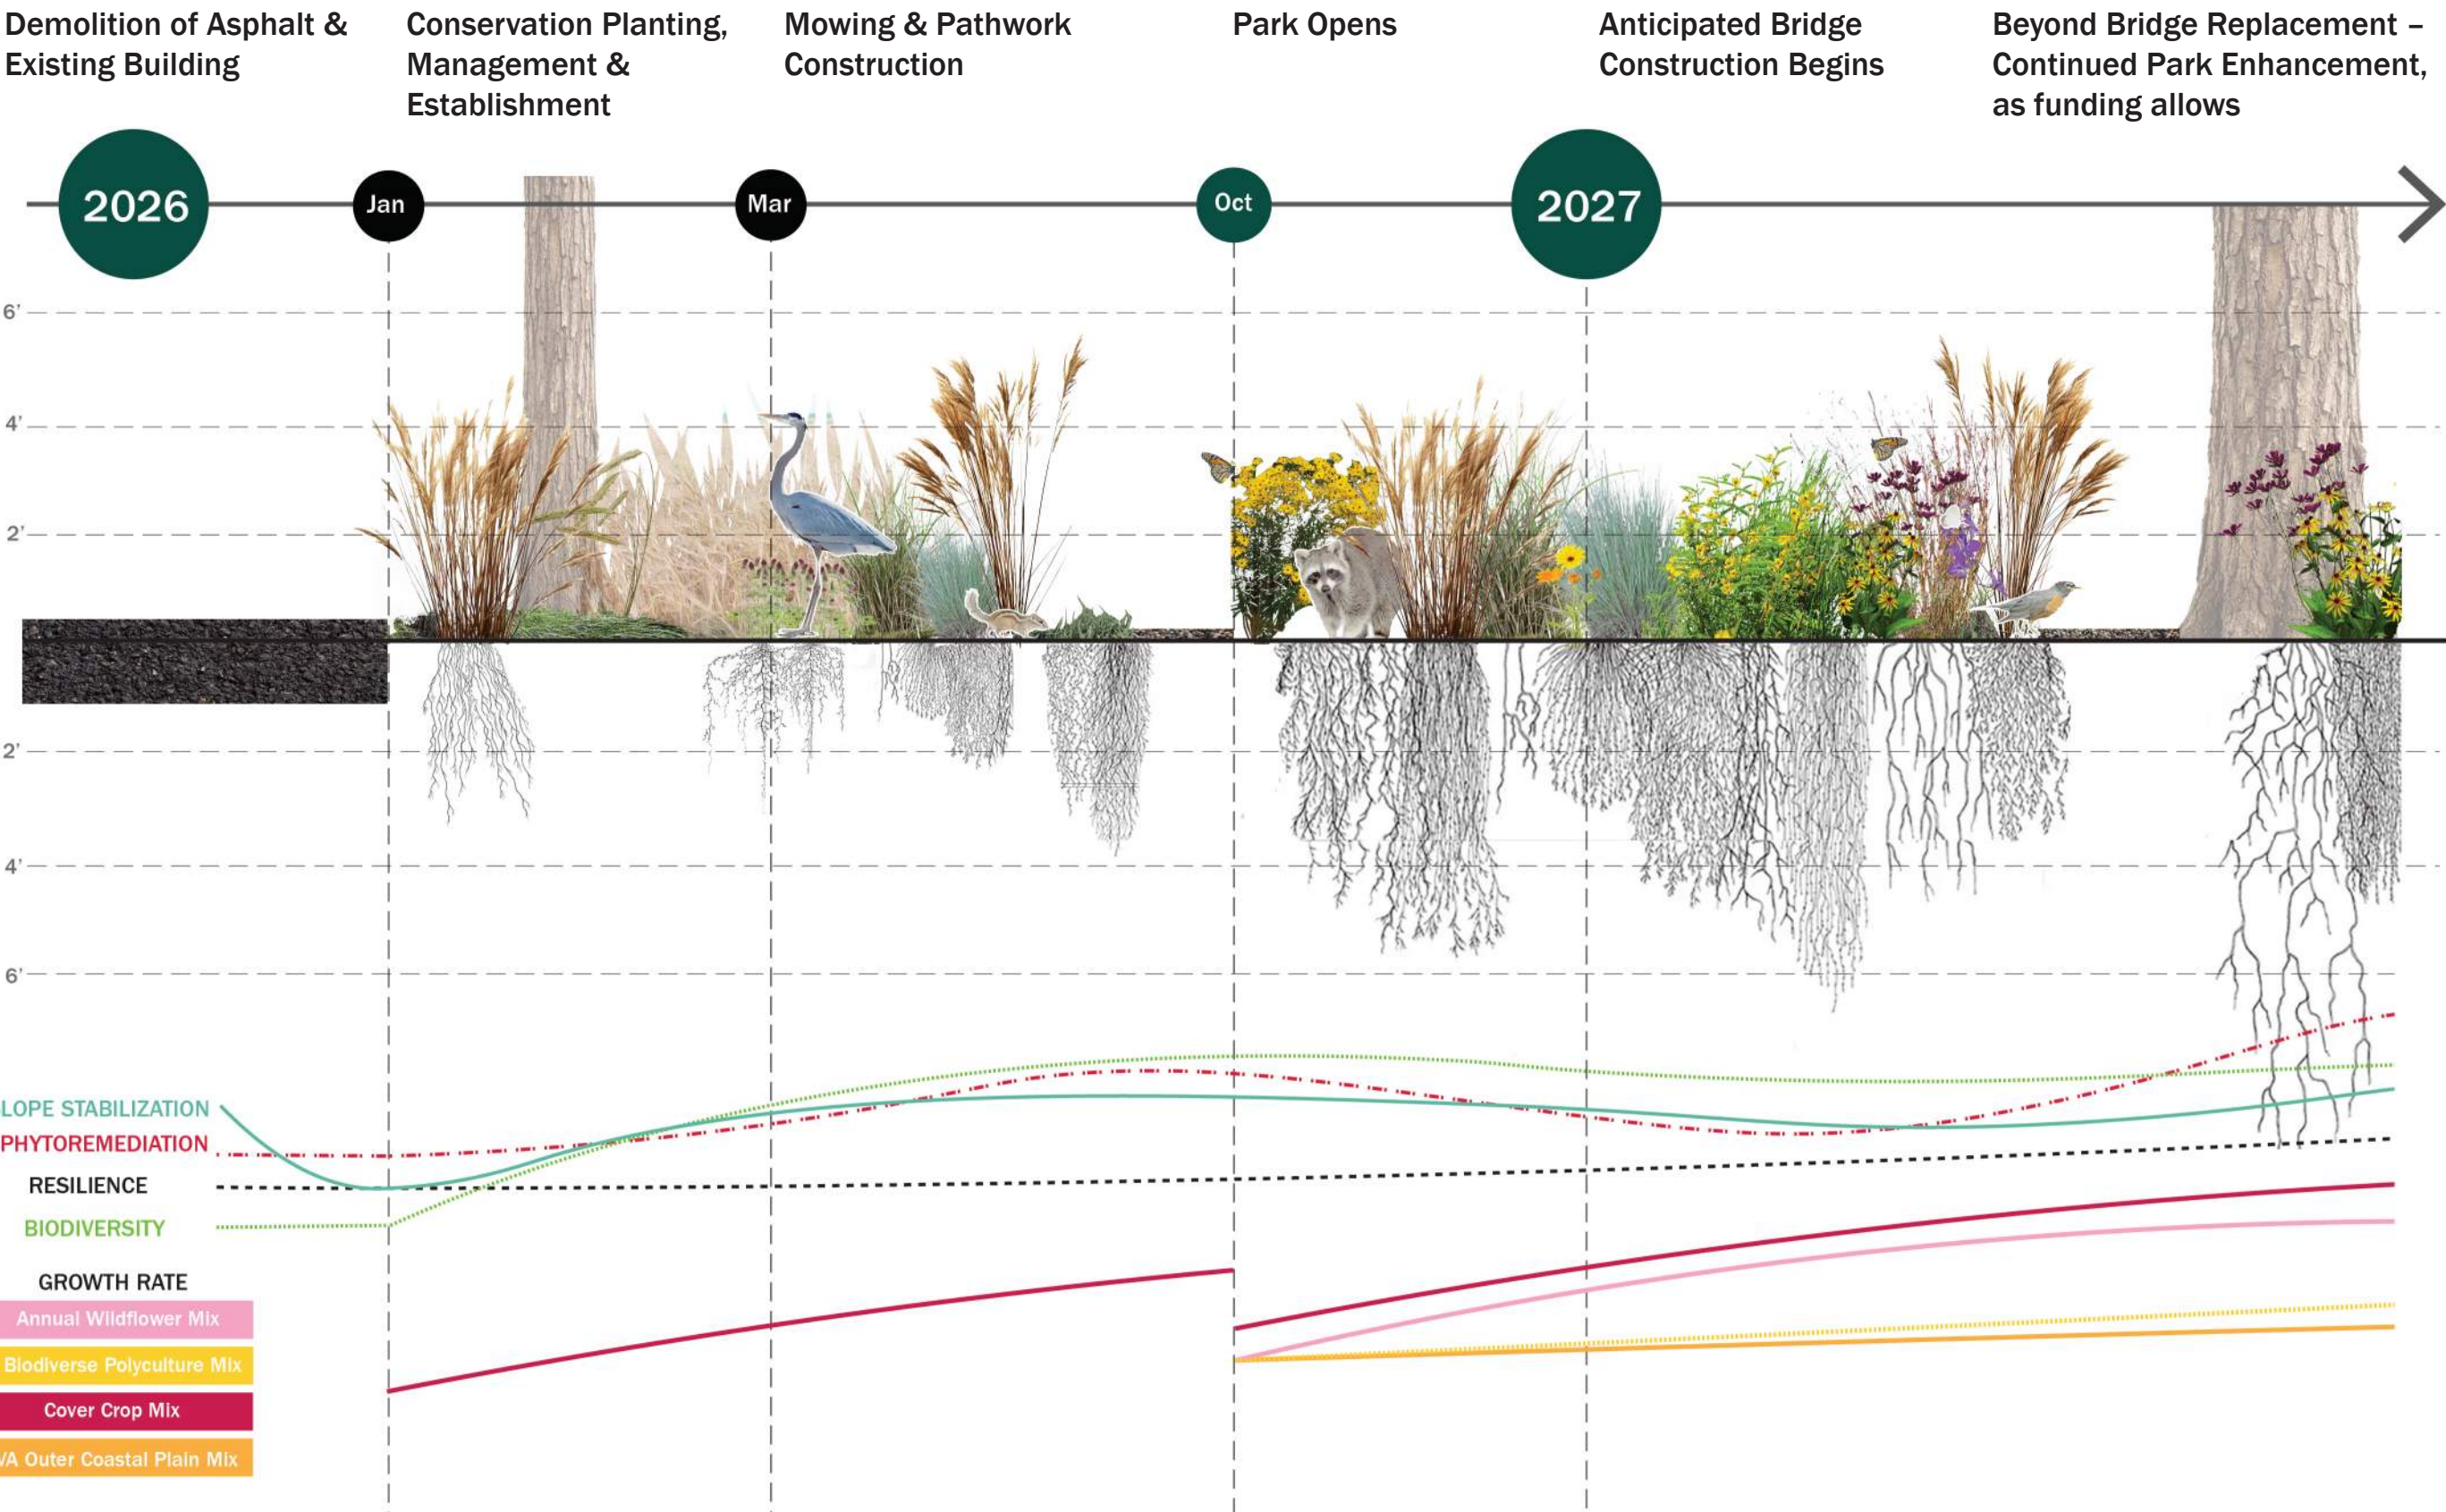 Demolition of Asphalt &
Existing Building
Conservation Planting,
Management &
Establishment
Mowing & Pathwork
Construction
Park Opens
Anticipated Bridge
Construction Begins
Beyond Bridge Replacement –
Continued Park Enhancement,
as funding allows
2026
Jan
Mar
Oct
2027
6'
4'
2'
2'
4'
6'
LOPE STABILIZATION
PHYTOREMEDIATION
RESILIENCE
BIODIVERSITY
GROWTH RATE
Annual Wildflower Mix
Biodiverse Polyculture Mix
Cover Crop Mix
VA Outer Coastal Plain Mix